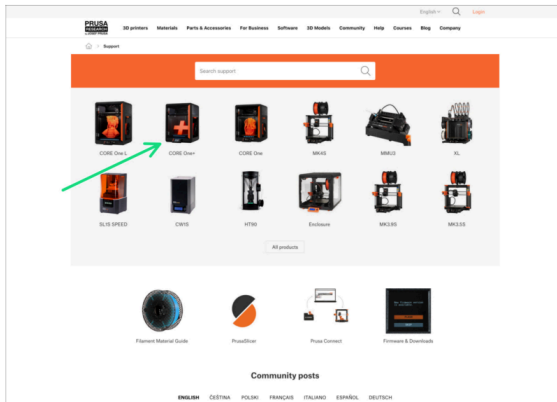 English
Login
PRUSA
RESEARCH
3D printers Materials Parts & Accessories For Business Software 3D Models Community Help Courses Blog Company
Support
Search support
CORE One L CORE One+ CORE One MK4S MMU3 XL
SL1S SPEED CW1S HT90 Enclosure MK3.9S MK3.5S
All products
Filament Material Guide PrusaSlicer Prusa Connect Firmware & Downloads
Community posts
ENGLISH ČEŠTINA POLSKI FRANÇAIS ITALIANO ESPAÑOL DEUTSCH